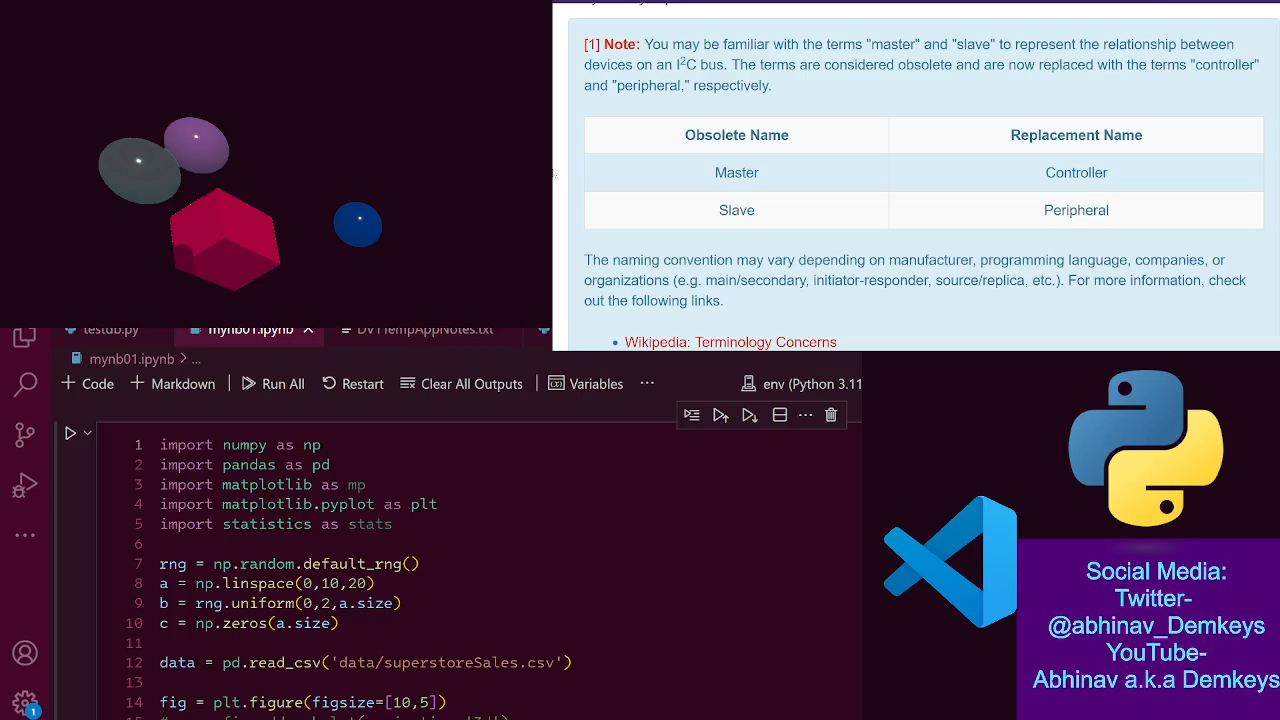 [1] Note: You may be familiar with the terms "master" and "slave" to represent the relationship between
devices on an I2C bus. The terms are considered obsolete and are now replaced with the terms "controller"
and "peripheral," respectively.
Obsolete Name Replacement Name
Master Controller
Slave Peripheral
The naming convention may vary depending on manufacturer, programming language, companies, or
organizations (e.g. main/secondary, initiator-responder, source/replica, etc.). For more information, check
out the following links.
• Wikipedia: Terminology Concerns
testdb.py mynb01.ipynb
mynb01.ipynb > ...
+ Code + Markdown Run All Restart Clear All Outputs Variables ... env (Python 3.11
1 import numpy as np
2 import pandas as pd
3 import matplotlib as mp
4 import matplotlib.pyplot as plt
5 import statistics as stats
6
7 rng = np.random.default_rng()
8 a = np.linspace(0,10,20)
9 b = rng.uniform(0,2,a.size)
10 c = np.zeros(a.size)
11
12 data = pd.read_csv('data/superstoreSales.csv')
13
14 fig = plt.figure(figsize=[10,5])
1
Social Media:
Twitter-
@abhinav_Demkeys
YouTube-
Abhinav a.k.a Demkeys